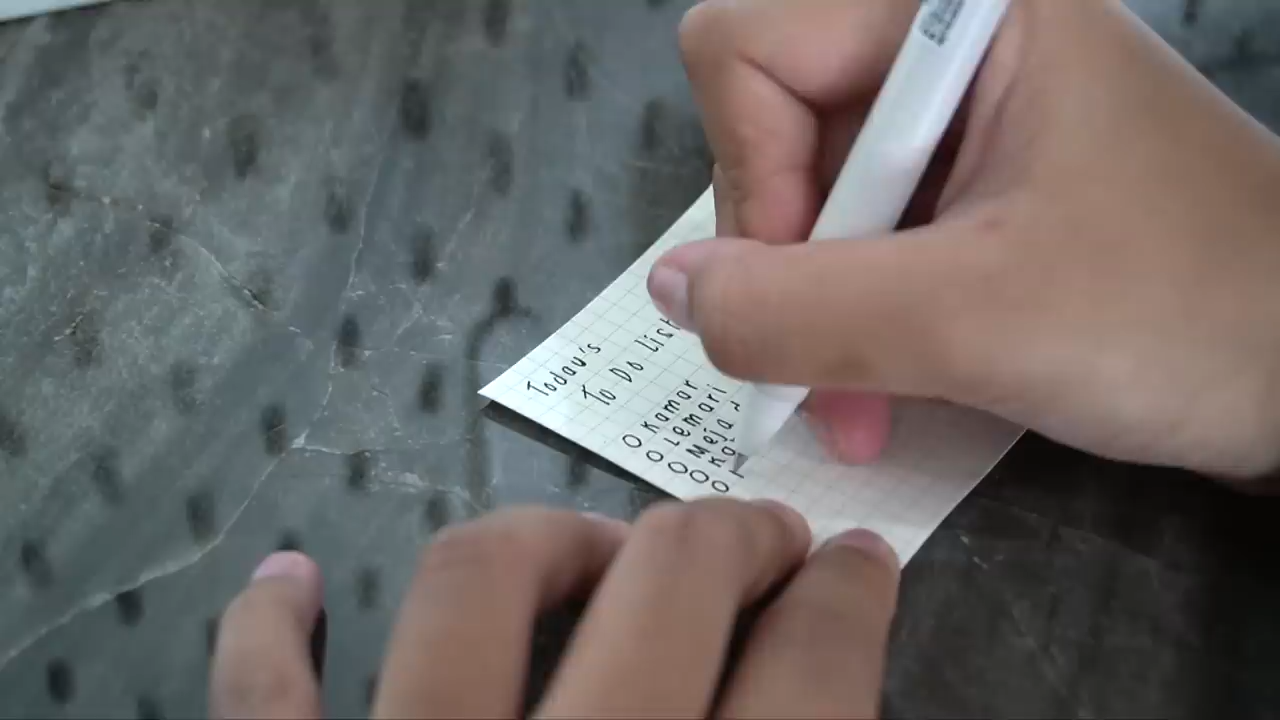 Today's
To Do List
O Kamar
O Lemari
O Meja
O
O